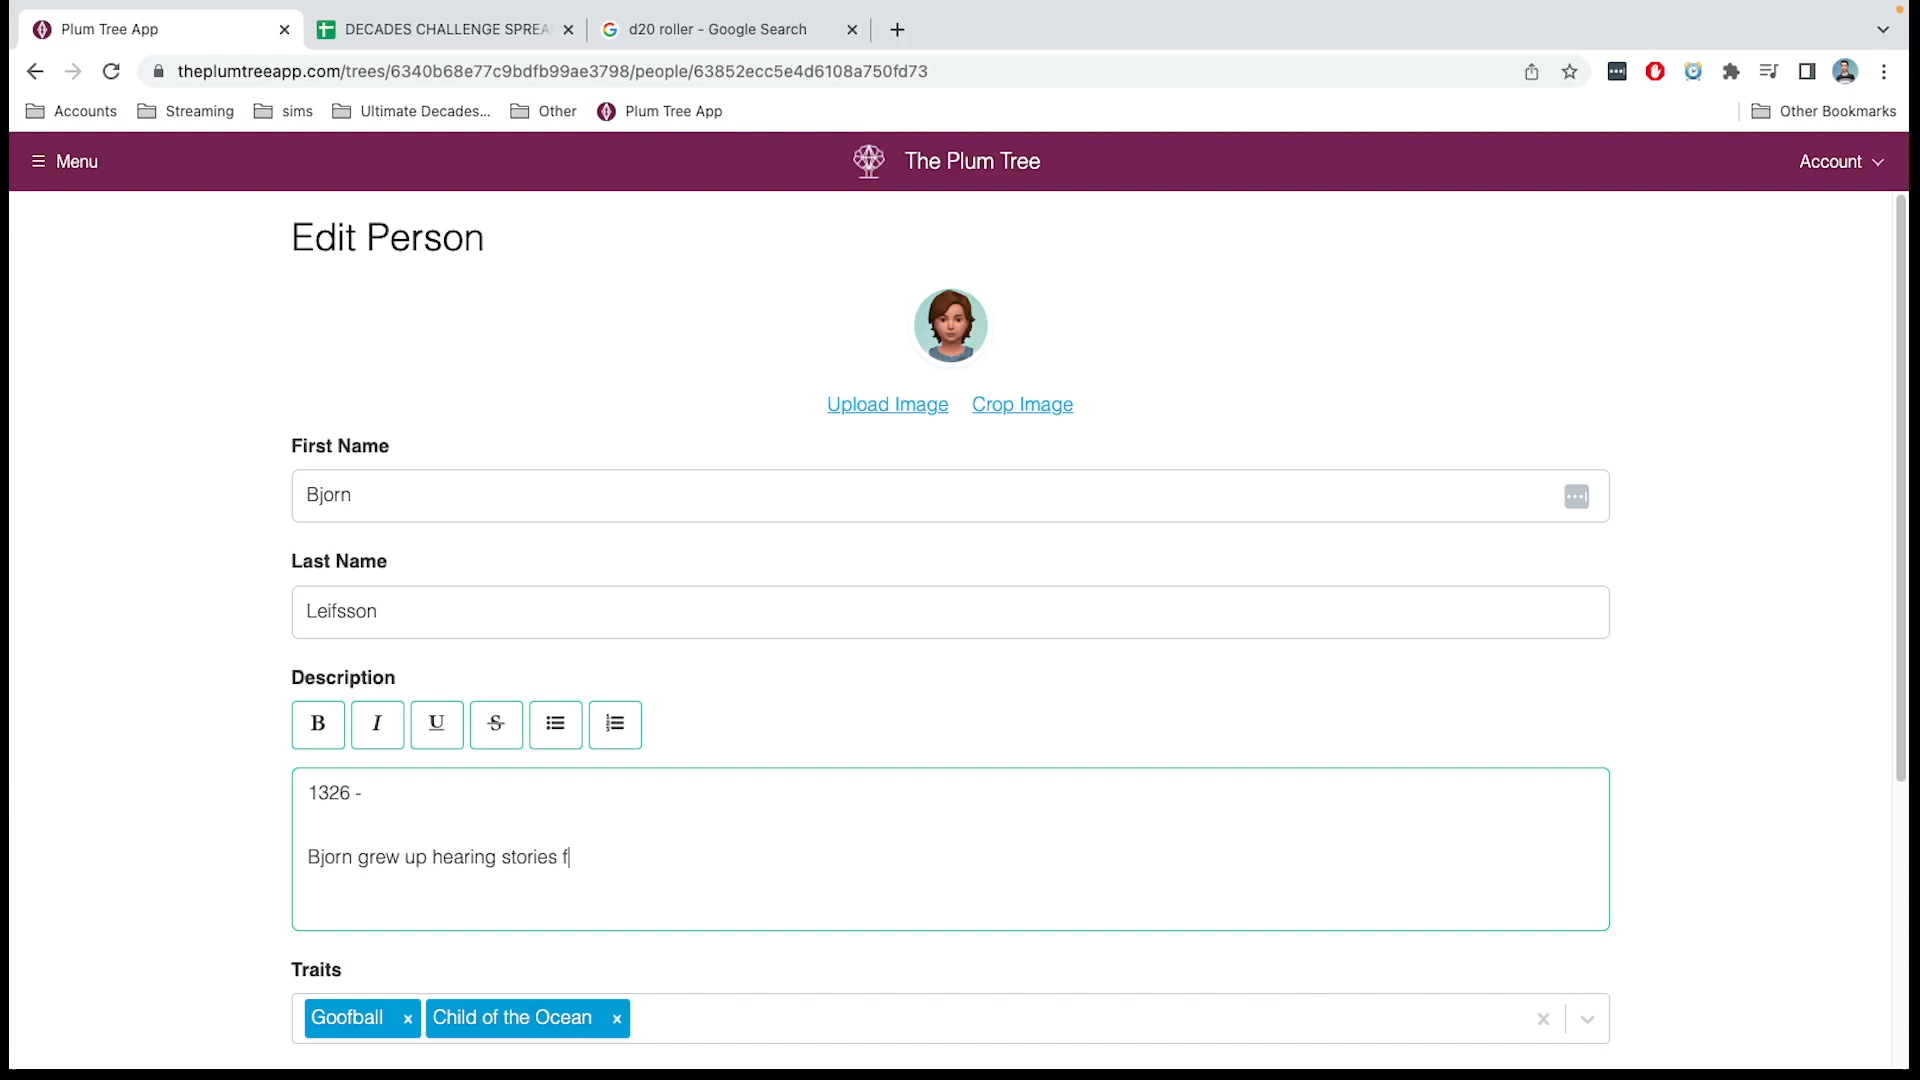 Plum Tree App
DECADES CHALLENGE SPREA
d20 roller - Google Search
theplumtreeapp.com/trees/6340b68e77c9bdfb99ae3798/people/63852ecc5e4d6108a750fd73
Accounts
Streaming
sims
Ultimate Decades...
Other
Plum Tree App
Other Bookmarks
Menu
The Plum Tree
Account
Edit Person
Upload Image
Crop Image
First Name
Bjorn
Last Name
Leifsson
Description
B I U S
1326 -
Bjorn grew up hearing stories f
Traits
Goofball ×
Child of the Ocean ×